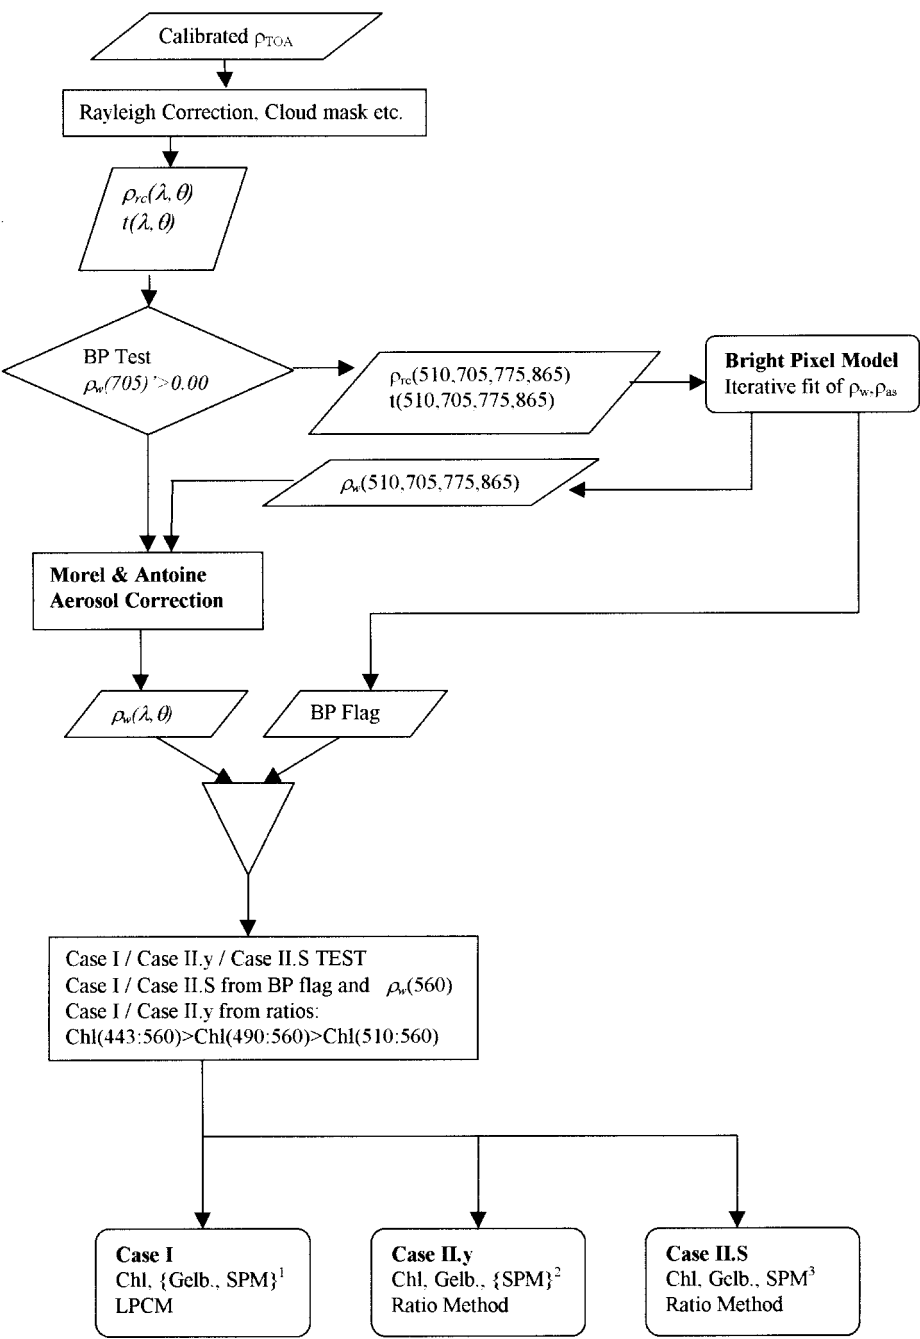 Calibrated ρTOA
Rayleigh Correction, Cloud mask etc.
ρrc(λ, θ)
t(λ, θ)
BP Test
ρw(705)'>0.00
ρrc(510,705,775,865)
t(510,705,775,865)
Bright Pixel Model
Iterative fit of ρw,ρas
ρw(510,705,775,865)
Morel & Antoine
Aerosol Correction
ρw(λ, θ)
BP Flag
Case I / Case II.y / Case II.S TEST
Case I / Case II.S from BP flag and ρw(560)
Case I / Case II.y from ratios:
Chl(443:560)>Chl(490:560)>Chl(510:560)
Case I
Chl, {Gelb., SPM}¹
LPCM
Case II.y
Chl, Gelb., {SPM}²
Ratio Method
Case II.S
Chl, Gelb., SPM³
Ratio Method